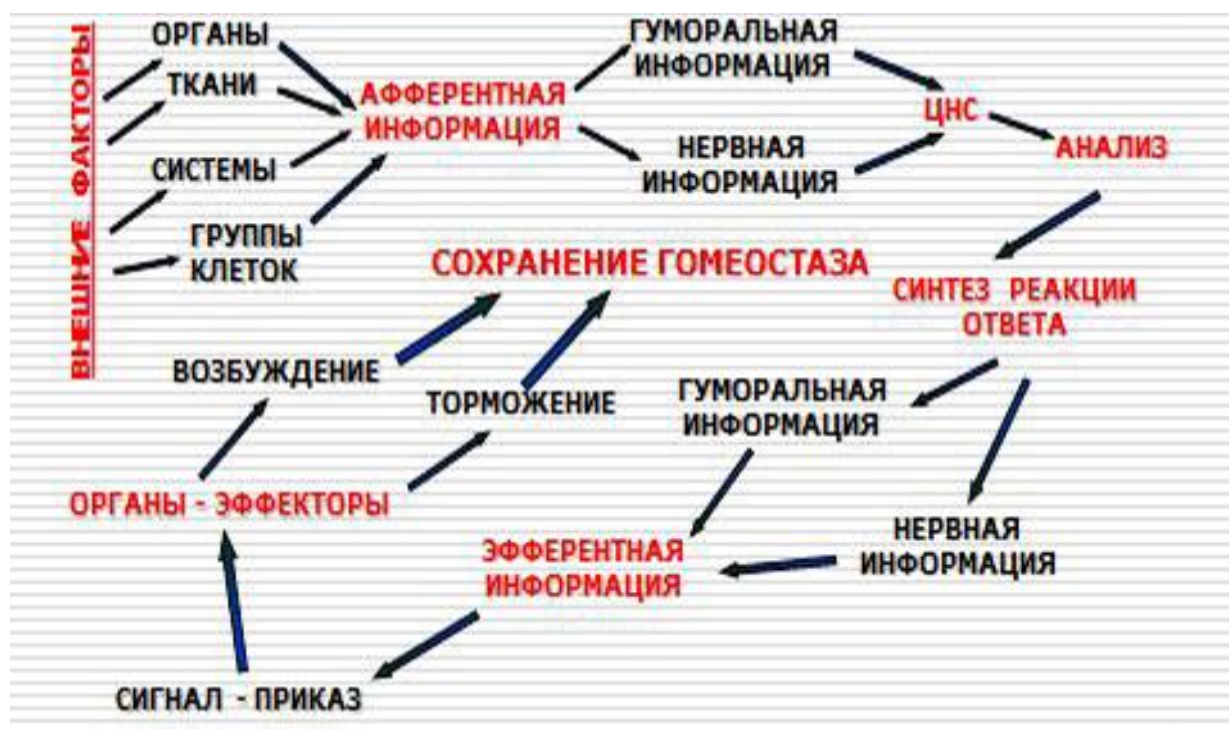 ВНЕШНИЕ ФАКТОРЫ
ОРГАНЫ
ТКАНИ
СИСТЕМЫ
ГРУППЫ
КЛЕТОК
АФФЕРЕНТНАЯ
ИНФОРМАЦИЯ
ГУМОРАЛЬНАЯ
ИНФОРМАЦИЯ
НЕРВНАЯ
ИНФОРМАЦИЯ
ЦНС
АНАЛИЗ
СИНТЕЗ РЕАКЦИИ
ОТВЕТА
ГУМОРАЛЬНАЯ
ИНФОРМАЦИЯ
НЕРВНАЯ
ИНФОРМАЦИЯ
ЭФФЕРЕНТНАЯ
ИНФОРМАЦИЯ
СИГНАЛ - ПРИКАЗ
ОРГАНЫ - ЭФФЕКТОРЫ
ВОЗБУЖДЕНИЕ
ТОРМОЖЕНИЕ
СОХРАНЕНИЕ ГОМЕОСТАЗА